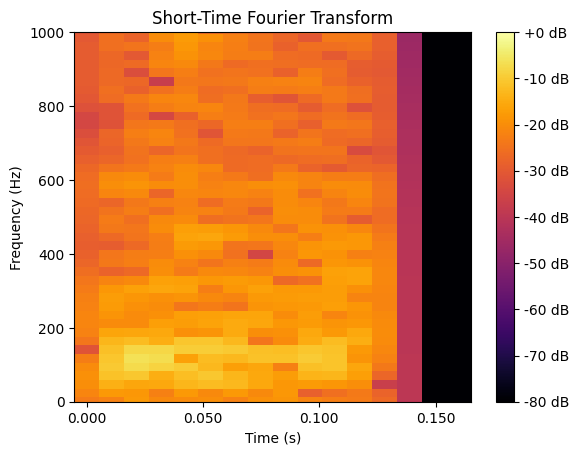 Short-Time Fourier Transform
1000
800
600
400
200
0
Frequency (Hz)
0.000
0.050
0.100
0.150
Time (s)
+0 dB
-10 dB
-20 dB
-30 dB
-40 dB
-50 dB
-60 dB
-70 dB
-80 dB